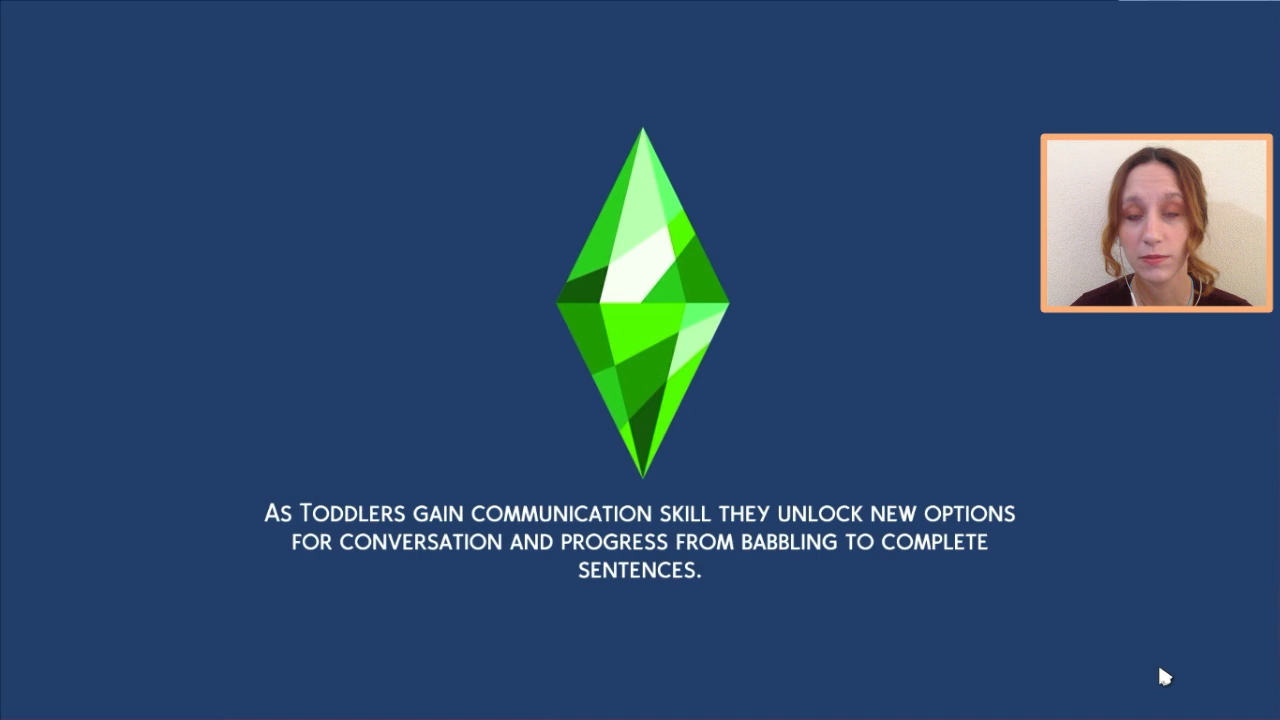 As Toddlers gain communication skill they unlock new options
for conversation and progress from babbling to complete
sentences.